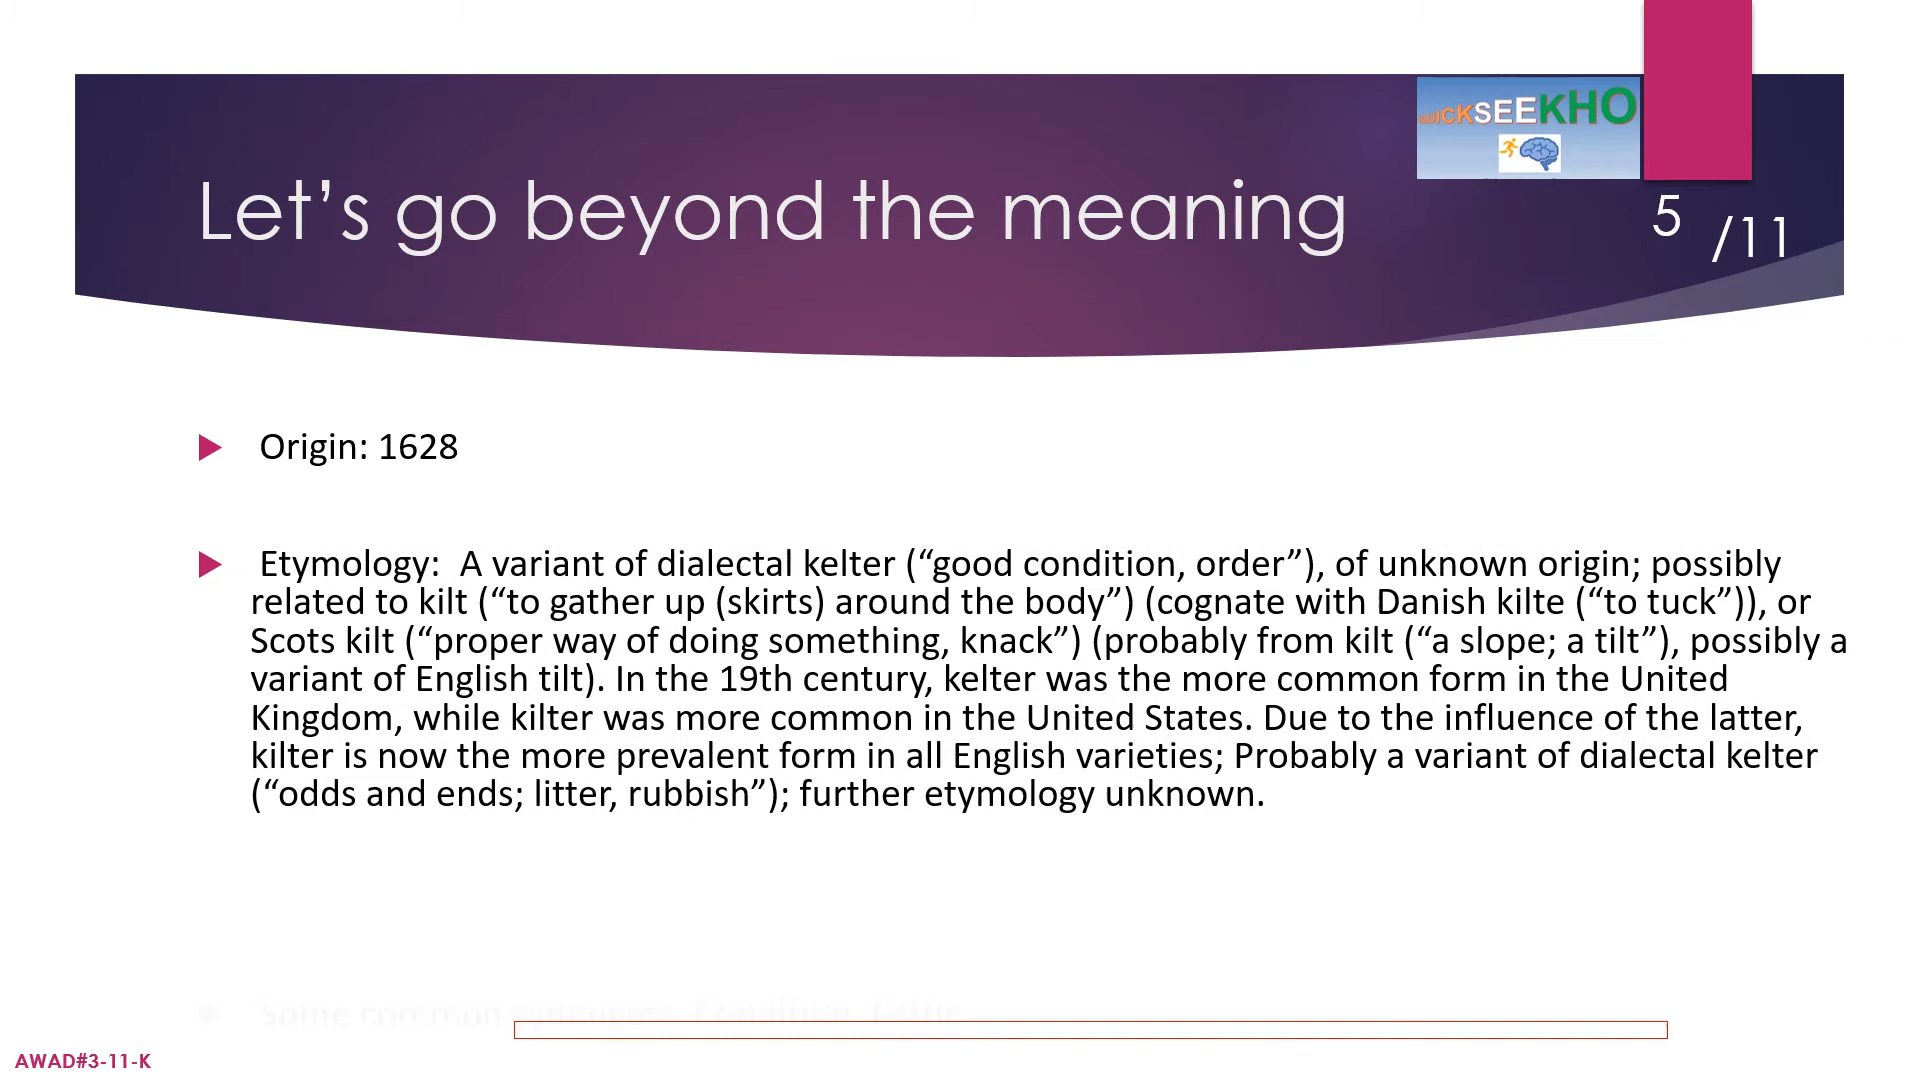 QUICKSEEKHO
Let’s go beyond the meaning
5 /11
Origin: 1628
Etymology: A variant of dialectal kelter (“good condition, order”), of unknown origin; possibly
related to kilt (“to gather up (skirts) around the body”) (cognate with Danish kilte (“to tuck”)), or
Scots kilt (“proper way of doing something, knack”) (probably from kilt (“a slope; a tilt”), possibly a
variant of English tilt). In the 19th century, kelter was the more common form in the United
Kingdom, while kilter was more common in the United States. Due to the influence of the latter,
kilter is now the more prevalent form in all English varieties; Probably a variant of dialectal kelter
(“odds and ends; litter, rubbish”); further etymology unknown.
Some common synonyms: Condition;
AWAD#3-11-K